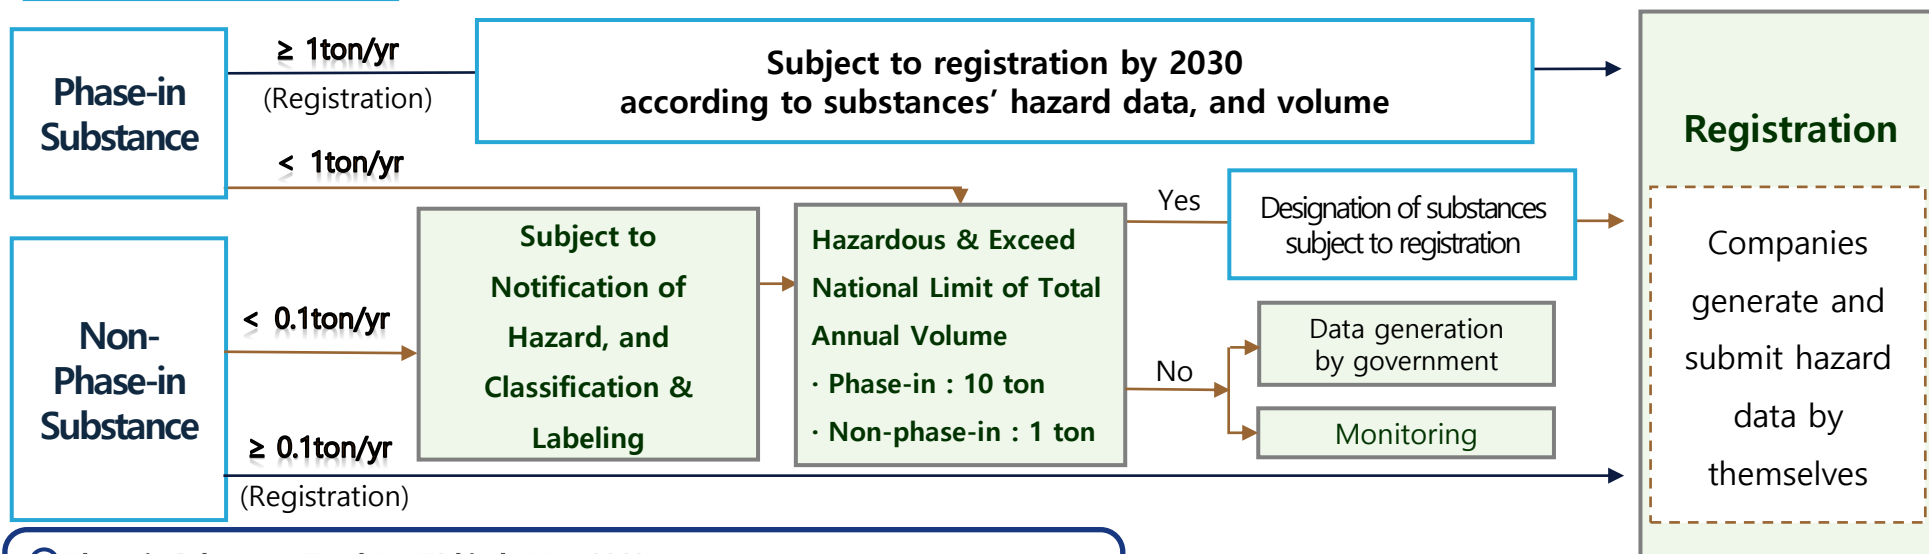 Phase-in
Substance
≥ 1ton/yr
(Registration)
Subject to registration by 2030
according to substances’ hazard data, and volume
< 1ton/yr
Non-
Phase-in
Substance
< 0.1ton/yr
≥ 0.1ton/yr
(Registration)
Subject to
Notification of
Hazard, and
Classification &
Labeling
Hazardous & Exceed
National Limit of Total
Annual Volume
· Phase-in : 10 ton
· Non-phase-in : 1 ton
Yes
Designation of substances
subject to registration
No
Data generation
by government
Monitoring
Registration
Companies
generate and
submit hazard
data by
themselves